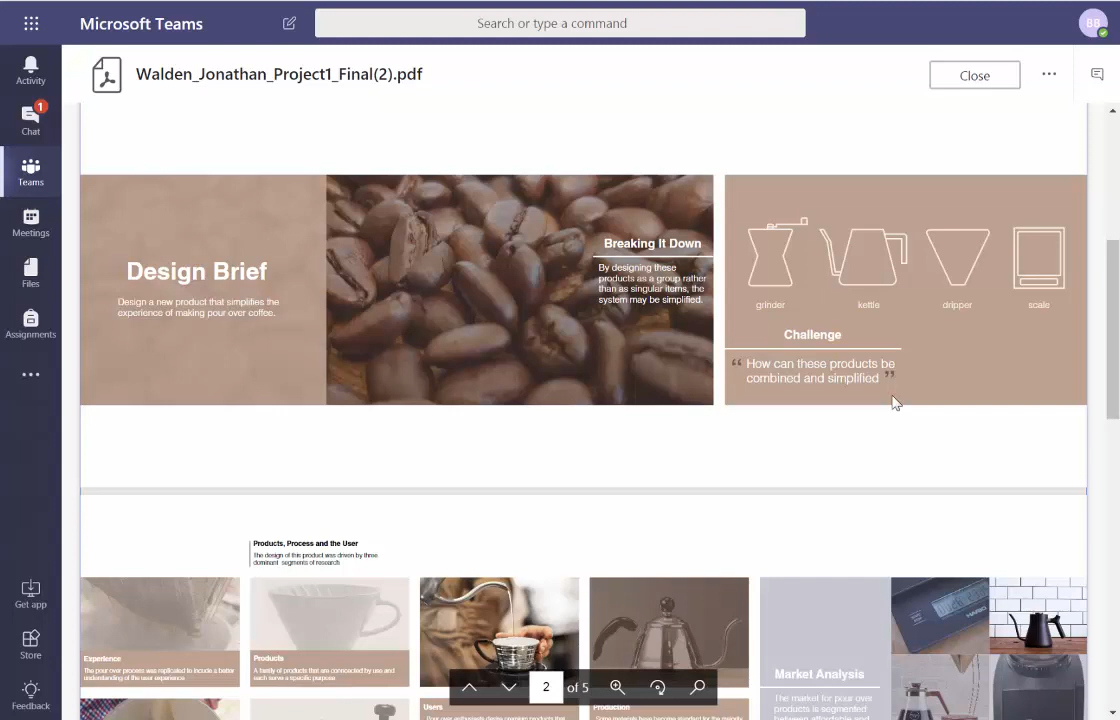 Microsoft Teams
Search or type a command
BB
Activity
Walden_Jonathan_Project1_Final(2).pdf
Close
1
Chat
Teams
Meetings
Files
Assignments
Get app
Store
Feedback
Design Brief
Design a new product that simplifies the
experience of making pour over coffee.
Breaking It Down
By designing these
products as a group rather
than as singular items, the
system may be simplified.
grinder
kettle
dripper
scale
Challenge
“ How can these products be
combined and simplified ”
Products, Process and the User
The design of this product was driven by three
dominant segments of research
Experience
The pour over process was replicated to include a better
understanding of the user experience
Products
A family of products that are connected by use and
each serve a specific purpose
Users
Production
Market Analysis
The market for pour over
products is segmented
between affordable and
2 of 5